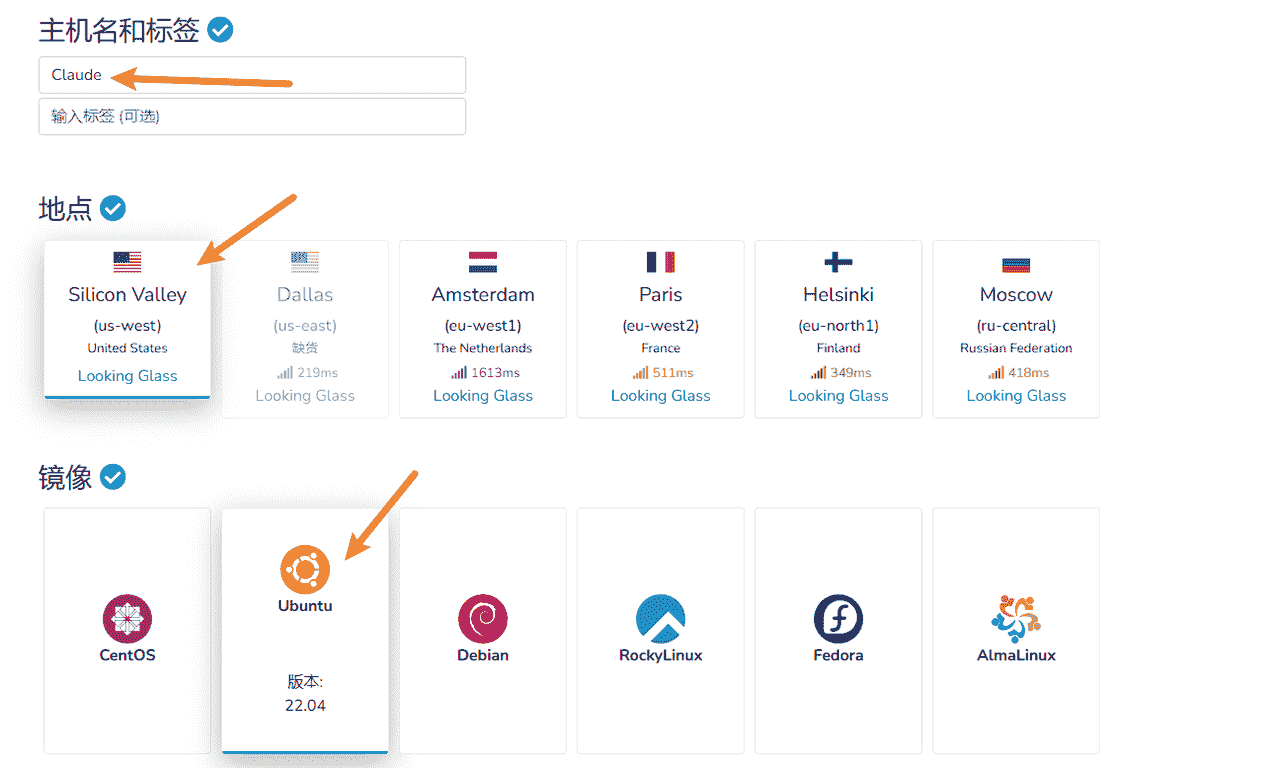 主机名和标签
Claude
输入标签 (可选)
地点
Silicon Valley
(us-west)
United States
Looking Glass
Dallas
(us-east)
缺货
219ms
Looking Glass
Amsterdam
(eu-west1)
The Netherlands
1613ms
Looking Glass
Paris
(eu-west2)
France
511ms
Looking Glass
Helsinki
(eu-north1)
Finland
349ms
Looking Glass
Moscow
(ru-central)
Russian Federation
418ms
Looking Glass
镜像
CentOS
Ubuntu
版本:
22.04
Debian
RockyLinux
Fedora
AlmaLinux